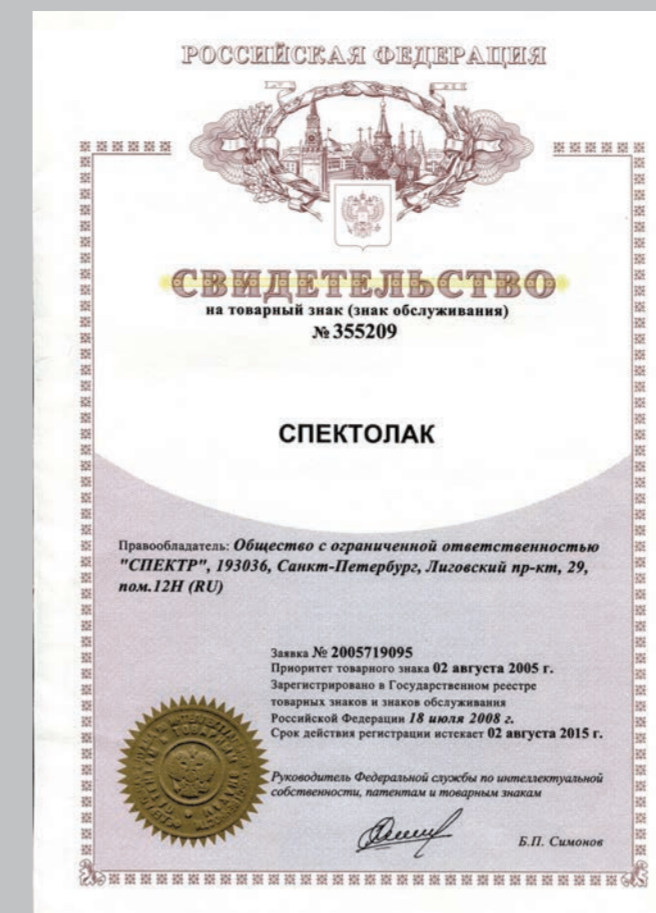 РОССИЙСКАЯ ФЕДЕРАЦИЯ
СВИДЕТЕЛЬСТВО
на товарный знак (знак обслуживания)
№ 355209
СПЕКТОЛАК
Правообладатель: Общество с ограниченной ответственностью
"СПЕКТР", 193036, Санкт-Петербург, Лиговский пр-кт, 29,
пом.12Н (RU)
Заявка № 2005719095
Приоритет товарного знака 02 августа 2005 г.
Зарегистрировано в Государственном реестре
товарных знаков и знаков обслуживания
Российской Федерации 18 июля 2008 г.
Срок действия регистрации истекает 02 августа 2015 г.
Руководитель Федеральной службы по интеллектуальной
собственности, патентам и товарным знакам
Б.П. Симонов